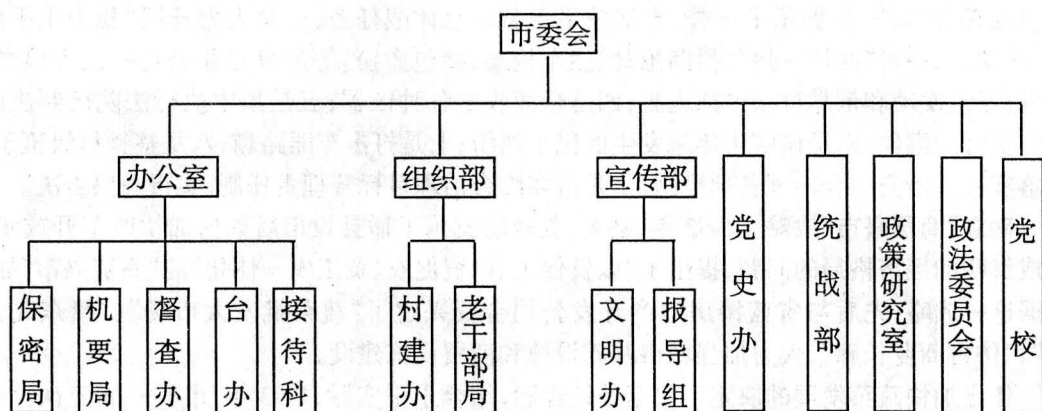 市委会
办公室
组织部
宣传部
党史办
统战部
政策研究室
政法委员会
党校
保密局
机要局
督查办
台办
接待科
村建办
老干部局
文明办
报导组